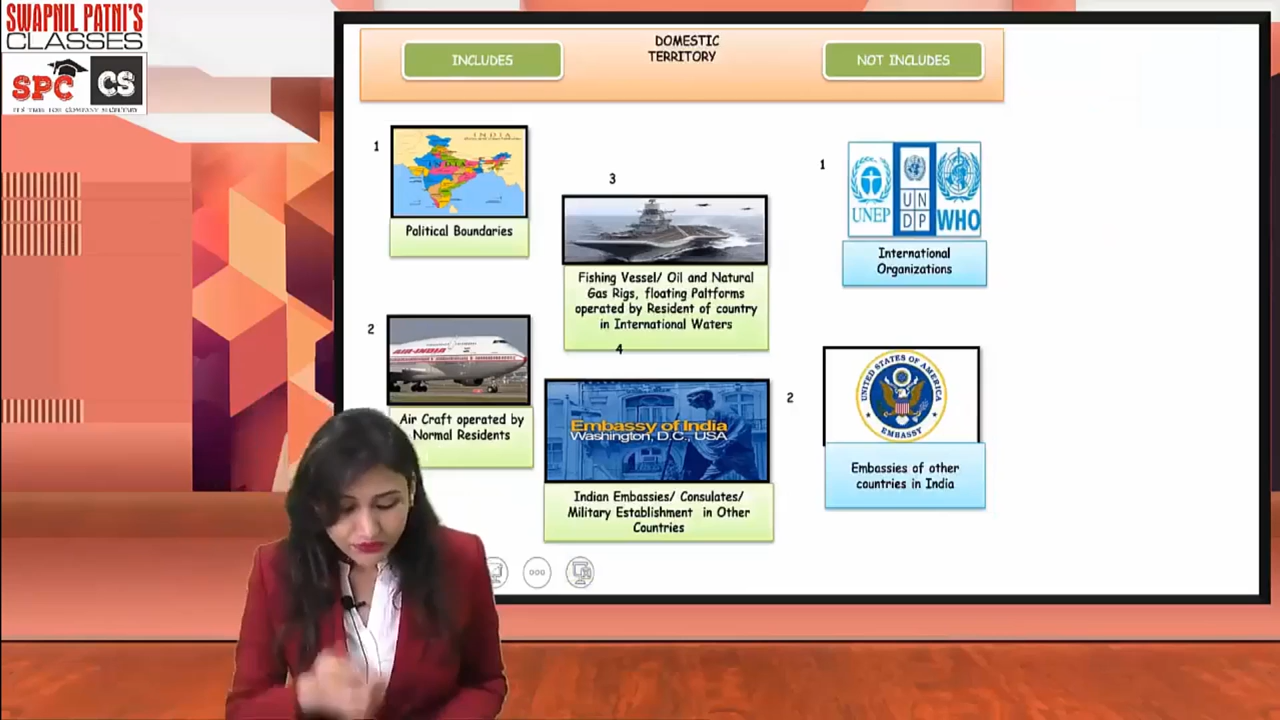 SWAPNIL PATNI'S
CLASSES
SPC
CS
INCLUDES
DOMESTIC
TERRITORY
NOT INCLUDES
1
INDIA
INDIA
Political Boundaries
2
AIR-INDIA
Air Craft operated by
Normal Residents
3
Fishing Vessel/ Oil and Natural
Gas Rigs, floating Paltforms
operated by Resident of country
in International Waters
4
Embassy of India
Washington, D.C., USA
Indian Embassies/ Consulates/
Military Establishment in Other
Countries
1
UNEP
UN
DP
WHO
International
Organizations
2
UNITED STATES OF AMERICA
EMBASSY
Embassies of other
countries in India